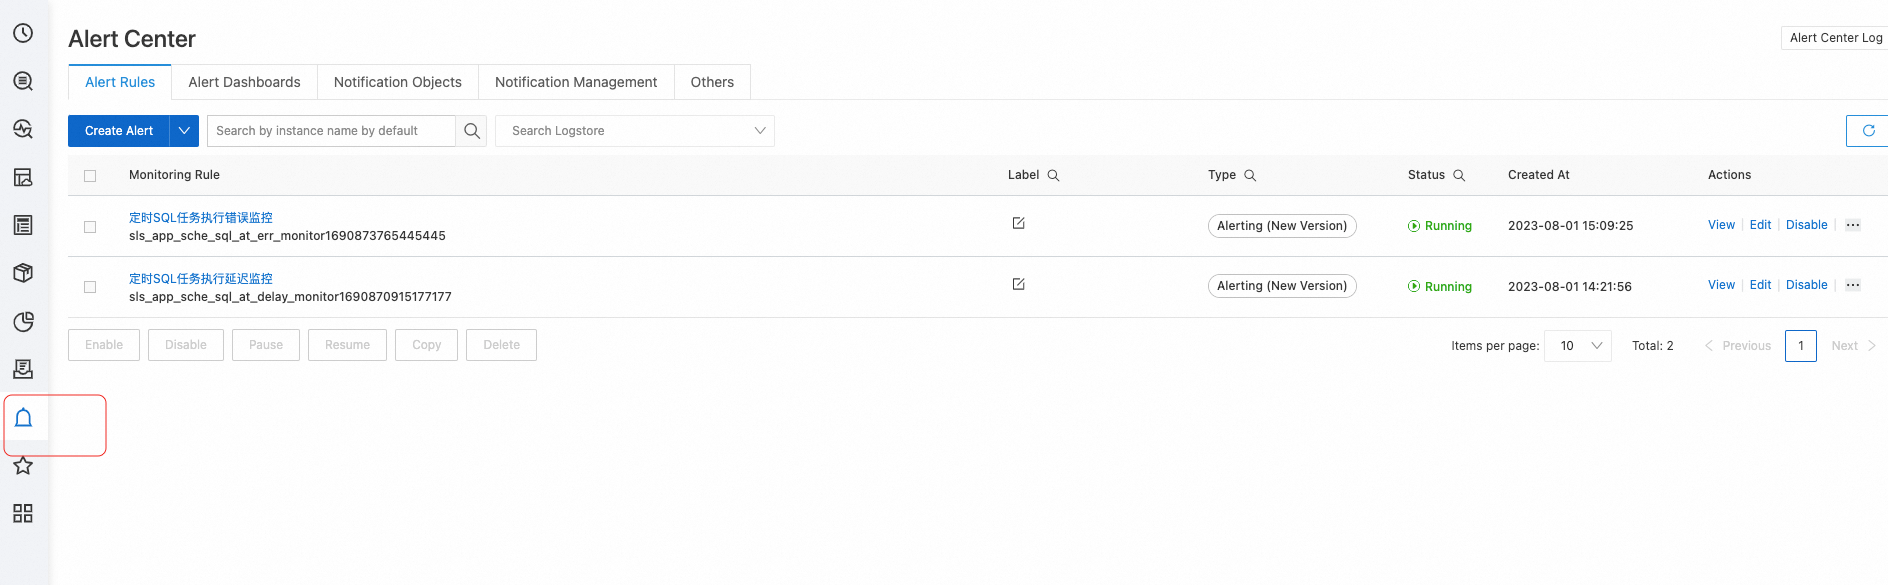 Alert Center
Alert Center Log
Alert Rules
Alert Dashboards
Notification Objects
Notification Management
Others
Create Alert
Search by instance name by default
Search Logstore
Monitoring Rule
Label
Type
Status
Created At
Actions
定时SQL任务执行错误监控
sls_app_sche_sql_at_err_monitor1690873765445445
Alerting (New Version)
Running
2023-08-01 15:09:25
View
Edit
Disable
定时SQL任务执行延迟监控
sls_app_sche_sql_at_delay_monitor1690870915177177
Alerting (New Version)
Running
2023-08-01 14:21:56
View
Edit
Disable
Enable
Disable
Pause
Resume
Copy
Delete
Items per page:
10
Total: 2
Previous
1
Next